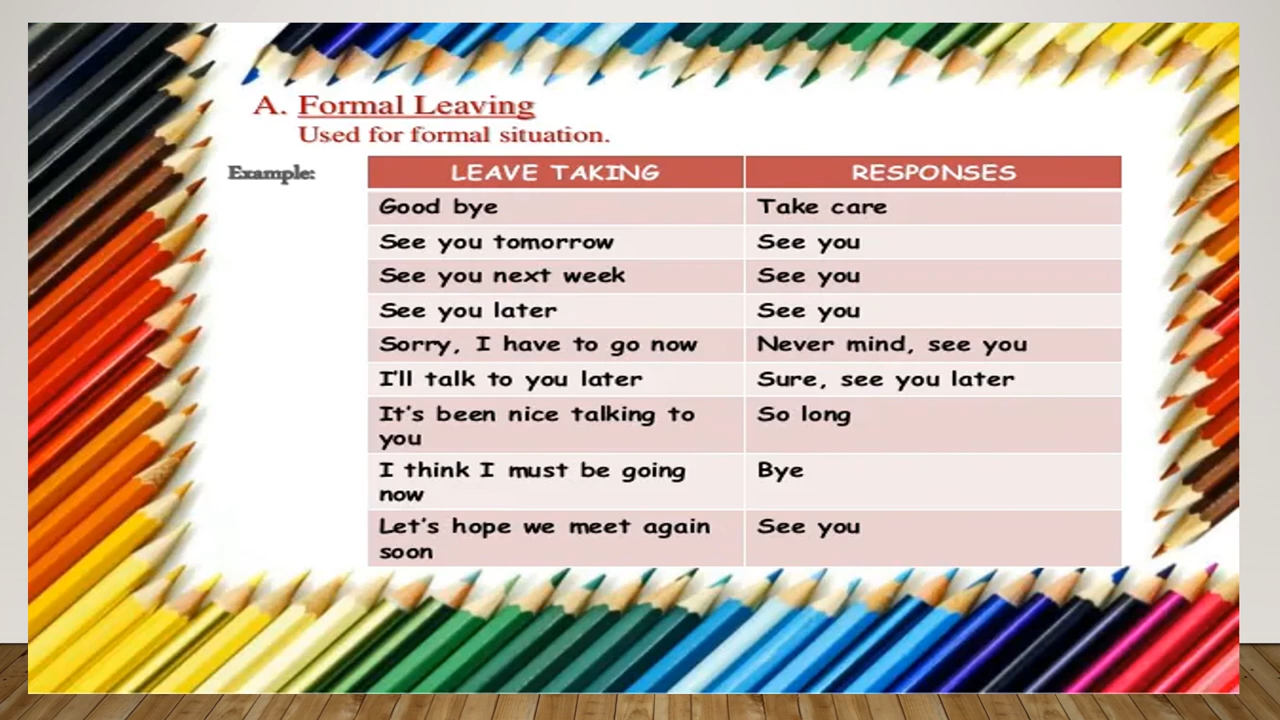 A. Formal Leaving
Used for formal situation.
Example:
LEAVE TAKING RESPONSES
Good bye Take care
See you tomorrow See you
See you next week See you
See you later See you
Sorry, I have to go now Never mind, see you
I'll talk to you later Sure, see you later
It's been nice talking to So long
you
I think I must be going Bye
now
Let's hope we meet again See you
soon